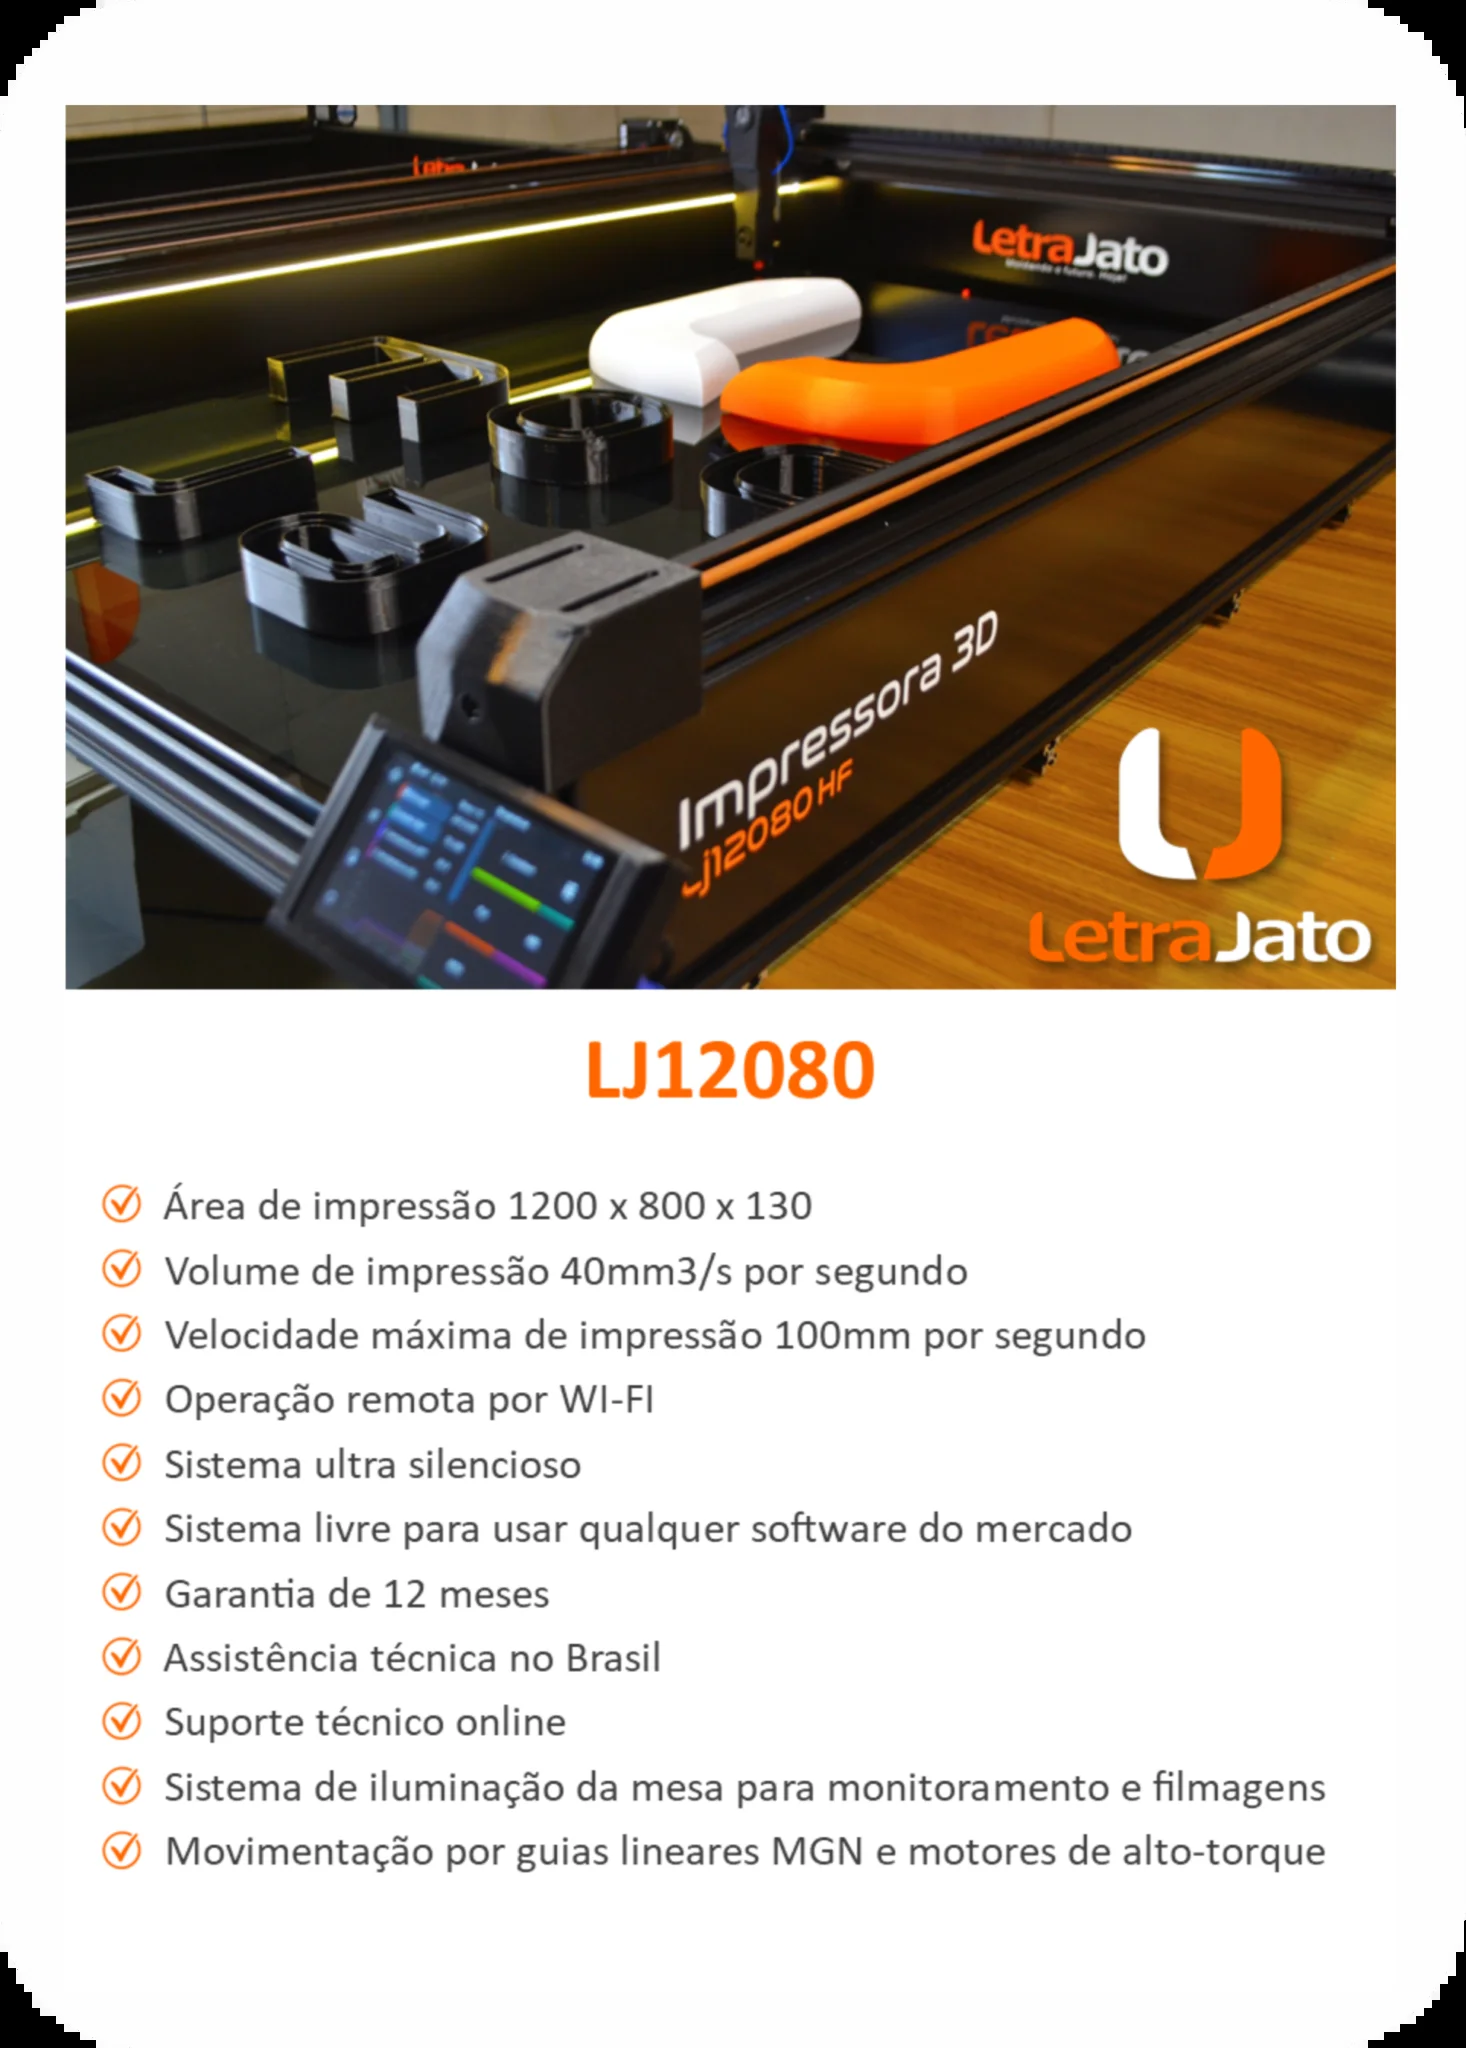 LetraJato
LetraJato
Impressora 3D
Lj12080HF
LetraJato
LJ12080
Área de impressão 1200 x 800 x 130
Volume de impressão 40mm3/s por segundo
Velocidade máxima de impressão 100mm por segundo
Operação remota por WI-FI
Sistema ultra silencioso
Sistema livre para usar qualquer software do mercado
Garantia de 12 meses
Assistência técnica no Brasil
Suporte técnico online
Sistema de iluminação da mesa para monitoramento e filmagens
Movimentação por guias lineares MGN e motores de alto-torque